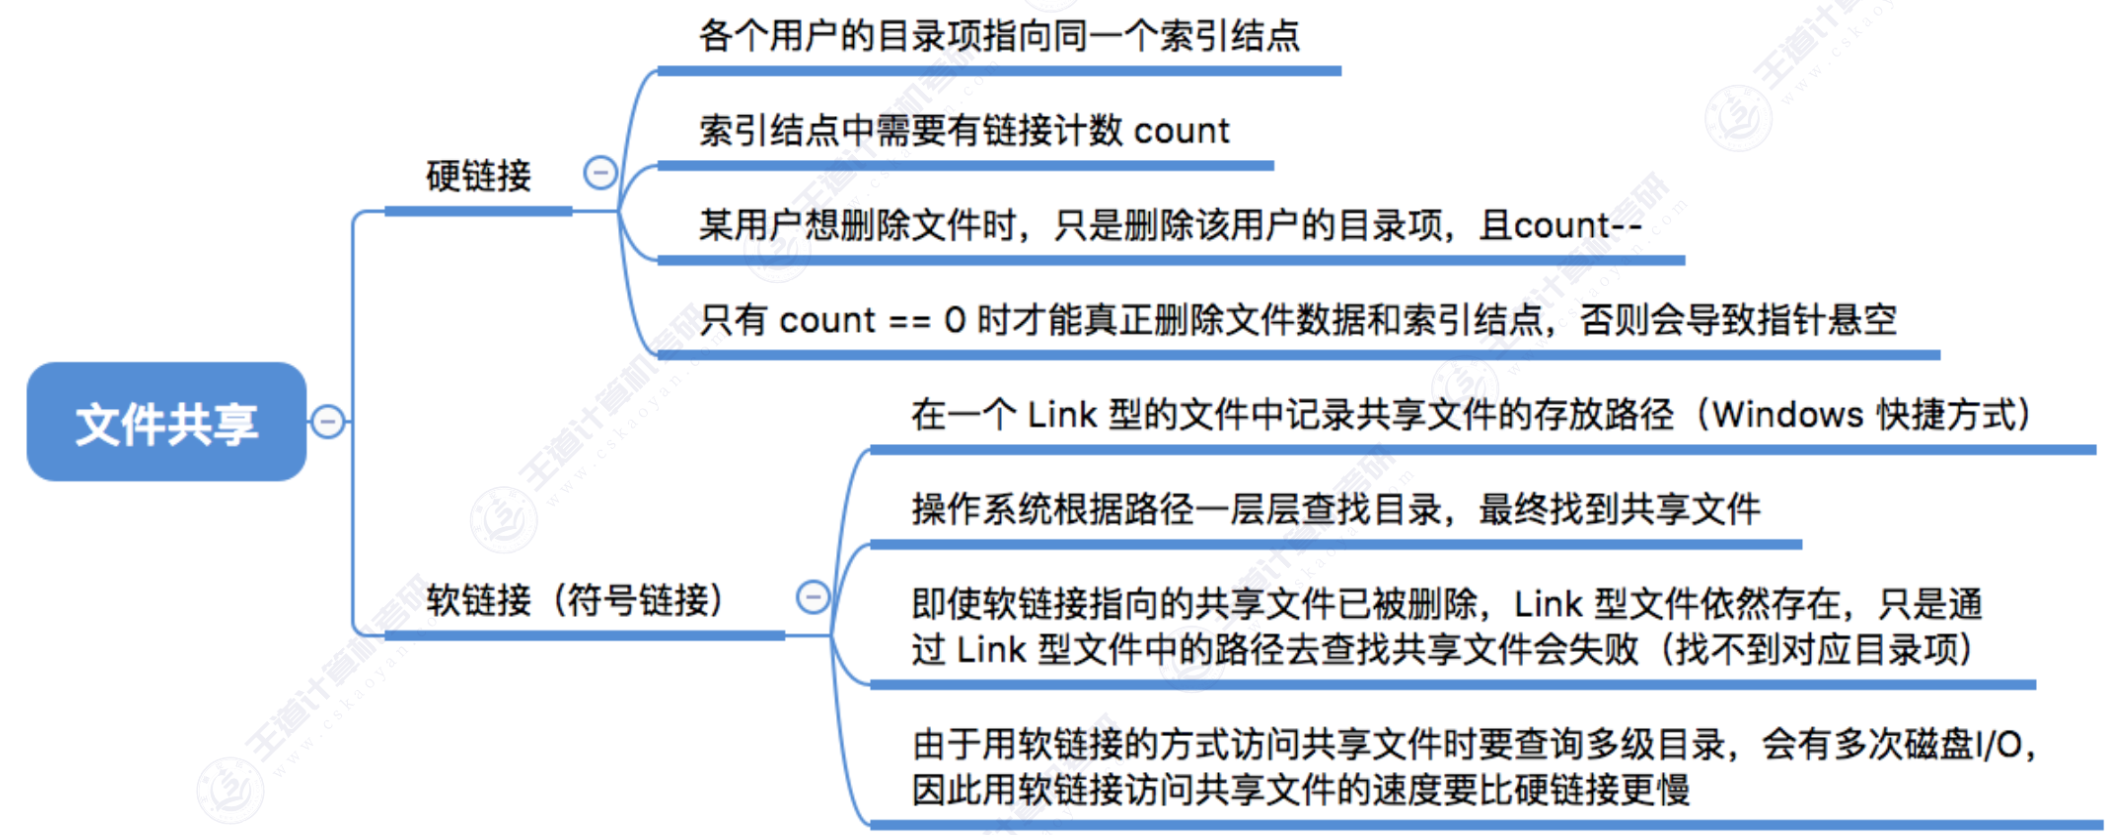 各个用户的目录项指向同一个索引结点
索引结点中需要有链接计数 count
硬链接
某用户想删除文件时，只是删除该用户的目录项，且count--
只有 count == 0 时才能真正删除文件数据和索引结点，否则会导致指针悬空
文件共享
在一个 Link 型的文件中记录共享文件的存放路径（Windows 快捷方式）
操作系统根据路径一层层查找目录，最终找到共享文件
软链接（符号链接）
即使软链接指向的共享文件已被删除，Link 型文件依然存在，只是通
过 Link 型文件中的路径去查找共享文件会失败（找不到对应目录项）
由于用软链接的方式访问共享文件时要查询多级目录，会有多次磁盘I/O，
因此用软链接访问共享文件的速度要比硬链接更慢
王道计算机考研
www.cskaoyan.com